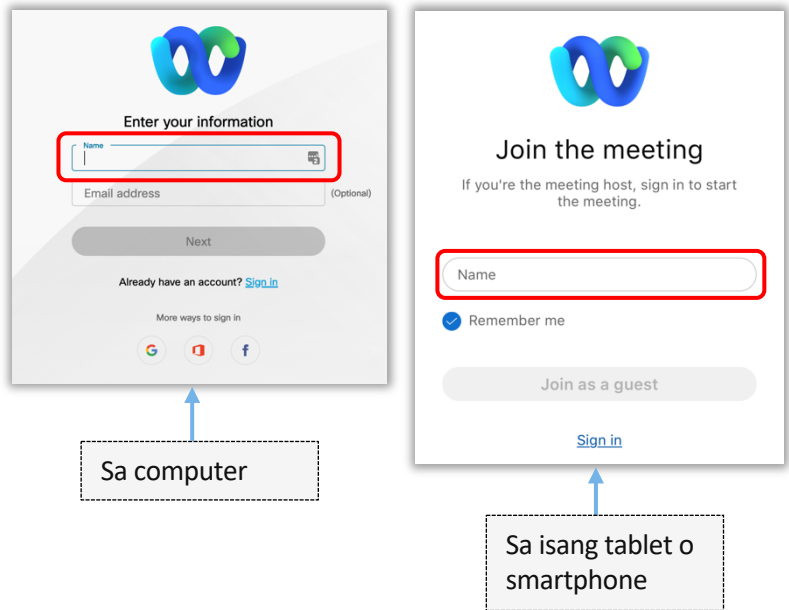 Enter your information
Name
Email address
(Optional)
Next
Already have an account? Sign in
More ways to sign in
G
f
Sa computer
Join the meeting
If you're the meeting host, sign in to start
the meeting.
Name
Remember me
Join as a guest
Sign in
Sa isang tablet o
smartphone